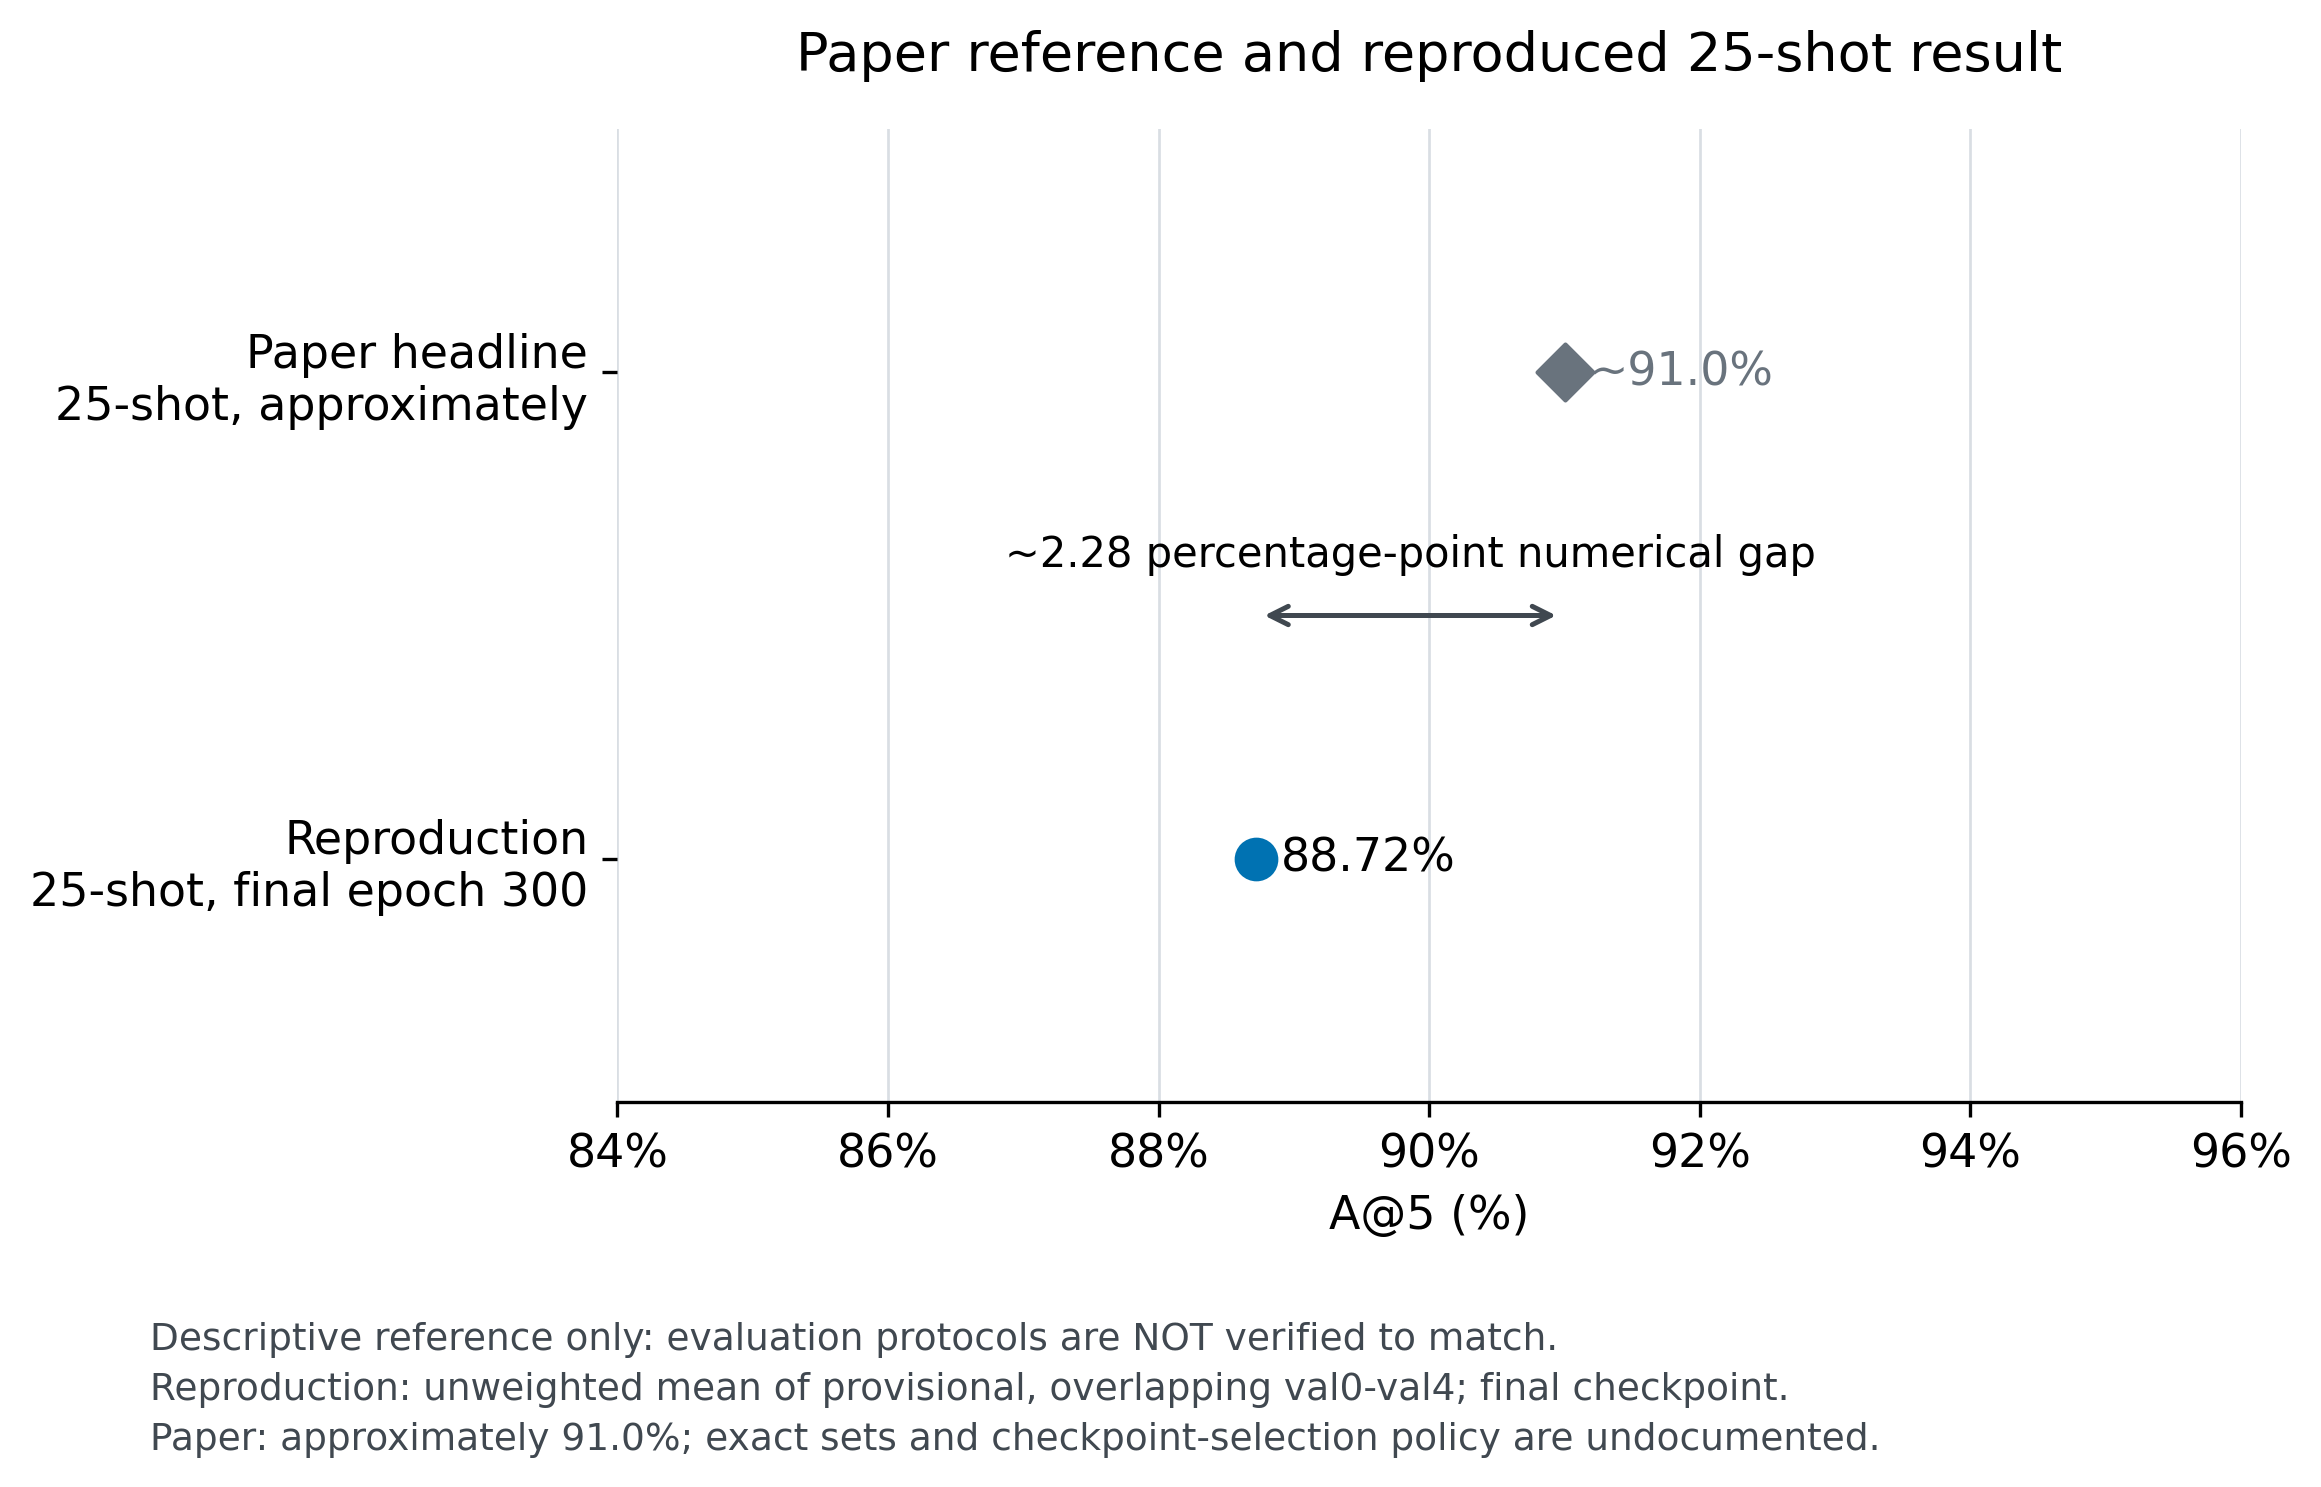 Paper reference and reproduced 25-shot result
Paper headline
25-shot, approximately
~91.0%
~2.28 percentage-point numerical gap
Reproduction
25-shot, final epoch 300
88.72%
84% 86% 88% 90% 92% 94% 96%
A@5 (%)
Descriptive reference only: evaluation protocols are NOT verified to match.
Reproduction: unweighted mean of provisional, overlapping val0-val4; final checkpoint.
Paper: approximately 91.0%; exact sets and checkpoint-selection policy are undocumented.